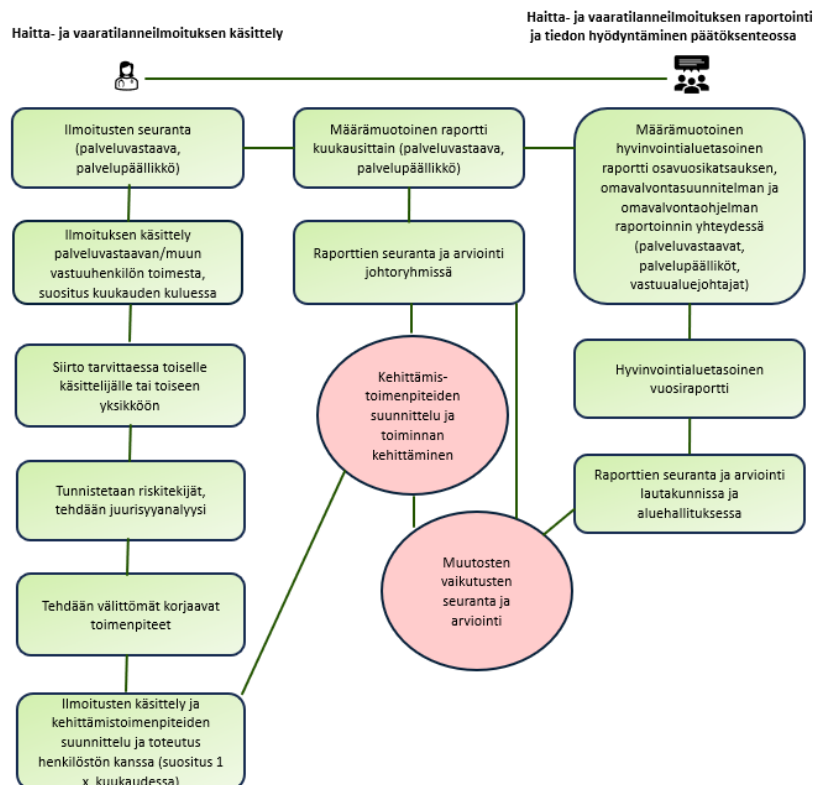 Haitta- ja vaaratilanneilmoituksen käsittely
Haitta- ja vaaratilanneilmoituksen raportointi
ja tiedon hyödyntäminen päätöksenteossa
Ilmoitusten seuranta
(palveluvastaava,
palvelupäällikkö)
Ilmoituksen käsittely
palveluvastaavan/muun
vastuuhenkilön toimesta,
suositus kuukauden kuluessa
Siirto tarvittaessa toiselle
käsittelijälle tai toiseen
yksikköön
Tunnistetaan riskitekijät,
tehdään juurisyyanalyysi
Tehdään välittömät korjaavat
toimenpiteet
Ilmoitusten käsittely ja
kehittämistoimenpiteiden
suunnittelu ja toteutus
henkilöstön kanssa (suositus 1
x kuukaudessa)
Määrämuotoinen raportti
kuukausittain (palveluvastaava,
palvelupäällikkö)
Raporttien seuranta ja arviointi
johtoryhmissä
Kehittämis-
toimenpiteiden
suunnittelu ja
toiminnan
kehittäminen
Muutosten
vaikutusten
seuranta ja
arviointi
Määrämuotoinen
hyvinvointialuetasoinen
raportti osavuosikatsauksen,
omavalvontasuunnitelman ja
omavalvontaohjelman
raportoinnin yhteydessä
(palveluvastaavat,
palvelupäälliköt,
vastuualuejohtajat)
Hyvinvointialuetasoinen
vuosiraportti
Raporttien seuranta ja arviointi
lautakunnissa ja
aluehallituksessa